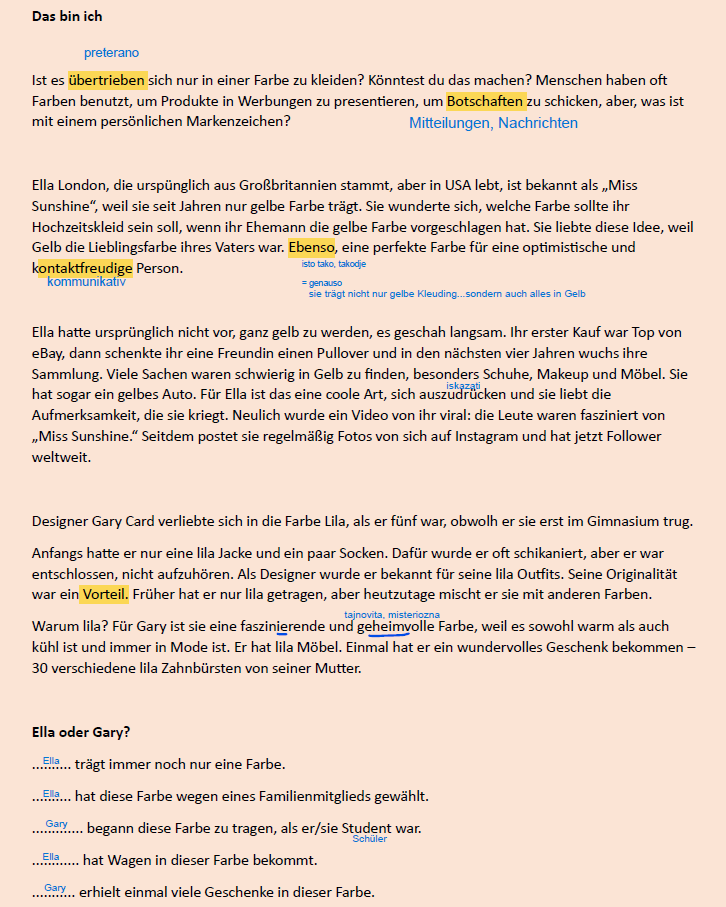 Das bin ich
preterano
Ist es übertrieben sich nur in einer Farbe zu kleiden? Könntest du das machen? Menschen haben oft
Farben benutzt, um Produkte in Werbungen zu presentieren, um Botschaften zu schicken, aber, was ist
mit einem persönlichen Markenzeichen?
Mitteilungen, Nachrichten
Ella London, die urspünglich aus Großbritannien stammt, aber in USA lebt, ist bekannt als „Miss
Sunshine“, weil sie seit Jahren nur gelbe Farbe trägt. Sie wunderte sich, welche Farbe sollte ihr
Hochzeitskleid sein soll, wenn ihr Ehemann die gelbe Farbe vorgeschlagen hat. Sie liebte diese Idee, weil
Gelb die Lieblingsfarbe ihres Vaters war. Ebenso, eine perfekte Farbe für eine optimistische und
kontaktfreudige Person.
isto tako, takodje
kommunikativ
= genauso
sie trägt nicht nur gelbe Kleuding...sondern auch alles in Gelb
Ella hatte ursprünglich nicht vor, ganz gelb zu werden, es geschah langsam. Ihr erster Kauf war Top von
eBay, dann schenkte ihr eine Freundin einen Pullover und in den nächsten vier Jahren wuchs ihre
Sammlung. Viele Sachen waren schwierig in Gelb zu finden, besonders Schuhe, Makeup und Möbel. Sie
iskazati
hat sogar ein gelbes Auto. Für Ella ist das eine coole Art, sich auszudrücken und sie liebt die
Aufmerksamkeit, die sie kriegt. Neulich wurde ein Video von ihr viral: die Leute waren fasziniert von
„Miss Sunshine.“ Seitdem postet sie regelmäßig Fotos von sich auf Instagram und hat jetzt Follower
weltweit.
Designer Gary Card verliebte sich in die Farbe Lila, als er fünf war, obwolh er sie erst im Gimnasium trug.
Anfangs hatte er nur eine lila Jacke und ein paar Socken. Dafür wurde er oft schikaniert, aber er war
entschlossen, nicht aufzuhören. Als Designer wurde er bekannt für seine lila Outfits. Seine Originalität
war ein Vorteil. Früher hat er nur lila getragen, aber heutzutage mischt er sie mit anderen Farben.
tajnovita, misteriozna
Warum lila? Für Gary ist sie eine faszinierende und geheimvolle Farbe, weil es sowohl warm als auch
kühl ist und immer in Mode ist. Er hat lila Möbel. Einmal hat er ein wundervolles Geschenk bekommen –
30 verschiedene lila Zahnbürsten von seiner Mutter.
Ella oder Gary?
...Ella....... trägt immer noch nur eine Farbe.
...Ella....... hat diese Farbe wegen eines Familienmitglieds gewählt.
....Gary......... begann diese Farbe zu tragen, als er/sie Student war.
Schüler
...Ella......... hat Wagen in dieser Farbe bekommt.
...Gary........ erhielt einmal viele Geschenke in dieser Farbe.